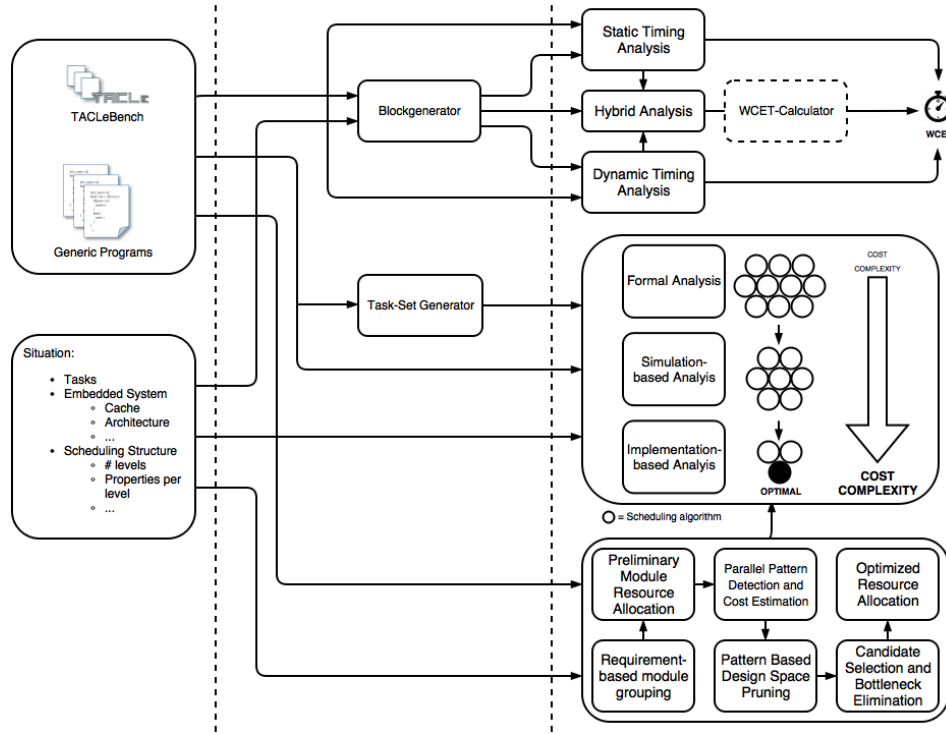 TACLe
TACLeBench
Generic Programs
Situation:
• Tasks
• Embedded System
○ Cache
○ Architecture
○ ...
• Scheduling Structure
○ # levels
○ Properties per
level
○ ...
Blockgenerator
Task-Set Generator
Static Timing
Analysis
Hybrid Analysis
WCET-Calculator
Dynamic Timing
Analysis
WCE
Formal Analysis
Simulation-
based Analyis
Implementation-
based Analyis
OPTIMAL
COST
COMPLEXITY
COST
COMPLEXITY
= Scheduling algorithm
Preliminary
Module
Resource
Allocation
Parallel Pattern
Detection and
Cost Estimation
Optimized
Resource
Allocation
Requirement-
based module
grouping
Pattern Based
Design Space
Pruning
Candidate
Selection and
Bottleneck
Elimination